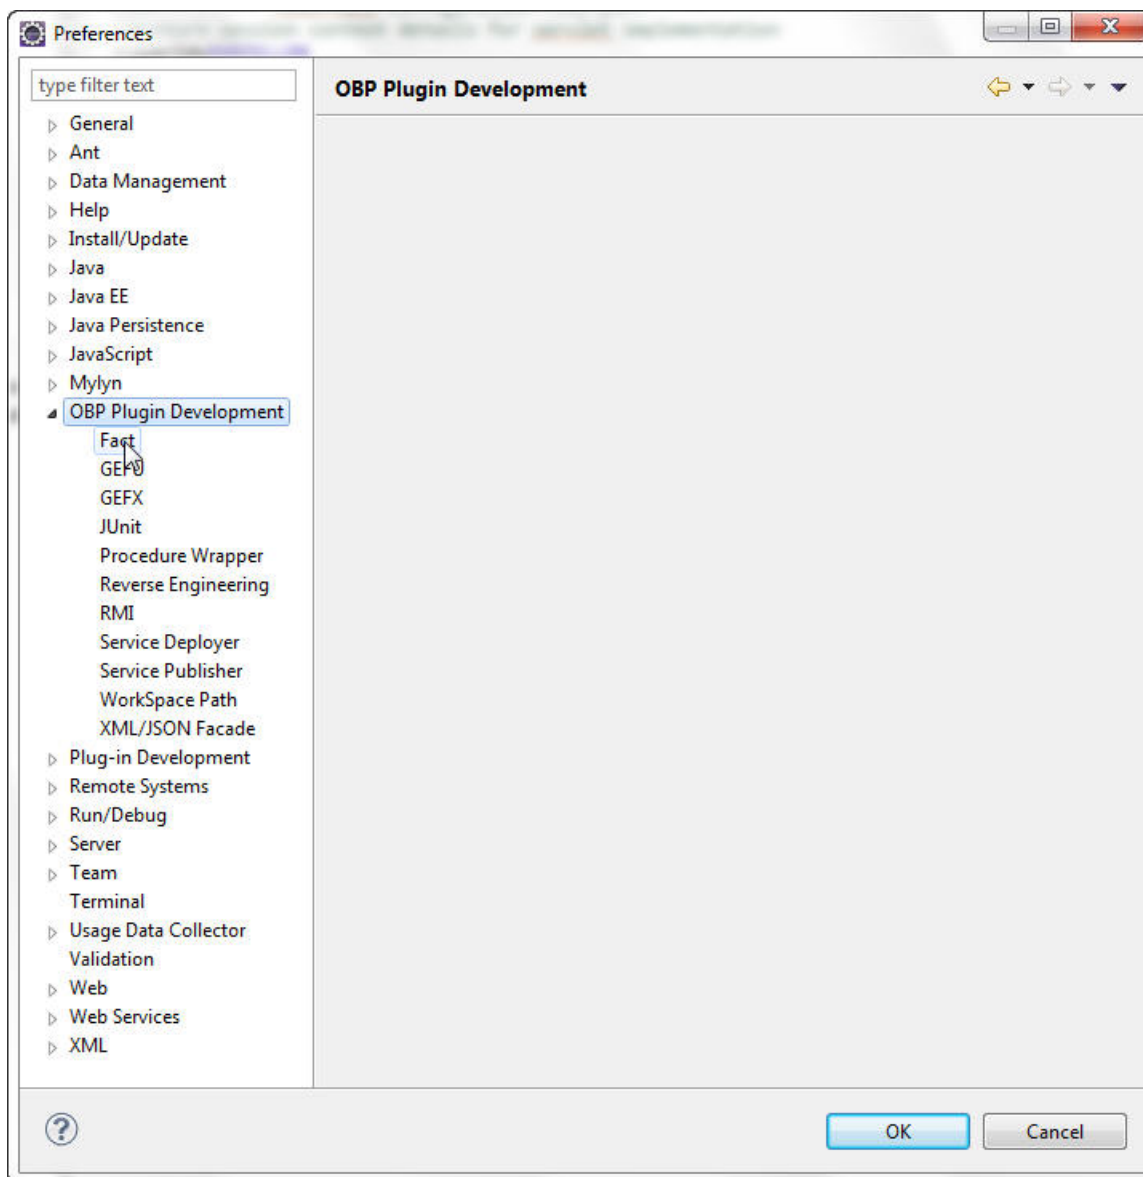 Preferences
type filter text
OBP Plugin Development
General
Ant
Data Management
Help
Install/Update
Java
Java EE
Java Persistence
JavaScript
Mylyn
OBP Plugin Development
Fact
GEFU
GEFX
JUnit
Procedure Wrapper
Reverse Engineering
RMI
Service Deployer
Service Publisher
WorkSpace Path
XML/JSON Facade
Plug-in Development
Remote Systems
Run/Debug
Server
Team
Terminal
Usage Data Collector
Validation
Web
Web Services
XML
OK
Cancel